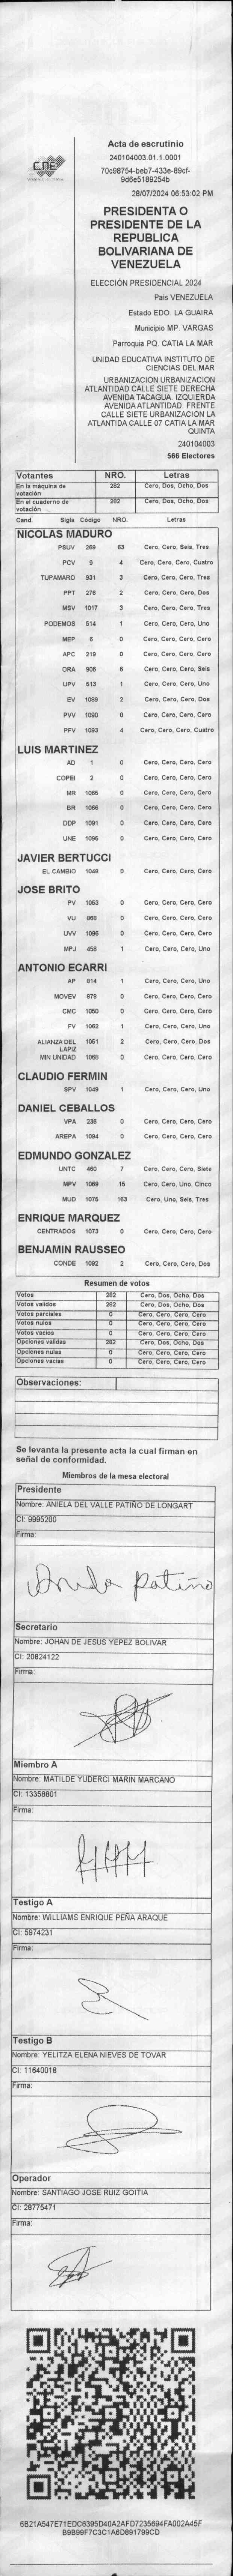 CNE
Acta de escrutinio
240104003.01.1.0001
70c98754-beb7-433e-89cf-
9d6e5189254b
28/07/2024 06:53:02 PM
PRESIDENTA O
PRESIDENTE DE LA
REPUBLICA
BOLIVARIANA DE
VENEZUELA
ELECCIÓN PRESIDENCIAL 2024
Pais VENEZUELA
Estado EDO. LA GUAIRA
Municipio MP. VARGAS
Parroquia PQ. CATIA LA MAR
UNIDAD EDUCATIVA INSTITUTO DE
CIENCIAS DEL MAR
URBANIZACION URBANIZACION
ATLANTIDAD CALLE SIETE DERECHA
AVENIDA TACAGUA. IZQUIERDA
AVENIDA ATLANTIDAD. FRENTE
CALLE SIETE URBANIZACION LA
ATLANTIDA CALLE 07 CATIA LA MAR
QUINTA
240104003
566 Electores
Votantes NRO. Letras
En la máquina de votación 282 Cero, Dos, Ocho, Dos
En el cuaderno de votación 282 Cero, Dos, Ocho, Dos
Cand. Sigls Código NRO. Letras
NICOLAS MADURO
PSUV 269 63 Cero, Cero, Seis, Tres
PCV 9 4 Cero, Cero, Cero, Cuatro
TUPAMARO 931 3 Cero, Cero, Cero, Tres
PPT 276 2 Cero, Cero, Cero, Dos
MSV 1017 3 Cero, Cero, Cero, Tres
PODEMOS 514 1 Cero, Cero, Cero, Uno
MEP 6 0 Cero, Cero, Cero, Cero
APC 219 0 Cero, Cero, Cero, Cero
ORA 906 6 Cero, Cero, Cero, Seis
UPV 513 1 Cero, Cero, Cero, Uno
EV 1089 2 Cero, Cero, Cero, Dos
PVV 1090 0 Cero, Cero, Cero, Cero
PFV 1093 4 Cero, Cero, Cero, Cuatro
LUIS MARTINEZ
AD 1 0 Cero, Cero, Cero, Cero
COPEI 2 0 Cero, Cero, Cero, Cero
MR 1065 0 Cero, Cero, Cero, Cero
BR 1066 0 Cero, Cero, Cero, Cero
DDP 1091 0 Cero, Cero, Cero, Cero
UNE 1095 0 Cero, Cero, Cero, Cero
JAVIER BERTUCCI
EL CAMBIO 1048 0 Cero, Cero, Cero, Cero
JOSE BRITO
PV 1053 0 Cero, Cero, Cero, Cero
VU 968 0 Cero, Cero, Cero, Cero
UVV 1096 0 Cero, Cero, Cero, Cero
MPJ 456 1 Cero, Cero, Cero, Uno
ANTONIO ECARRI
AP 814 1 Cero, Cero, Cero, Uno
MOVEV 979 0 Cero, Cero, Cero, Cero
CMC 1050 0 Cero, Cero, Cero, Cero
FV 1062 1 Cero, Cero, Cero, Uno
ALIANZA DEL LAPIZ 1051 2 Cero, Cero, Cero, Dos
MIN UNIDAD 1068 0 Cero, Cero, Cero, Cero
CLAUDIO FERMIN
SPV 1049 1 Cero, Cero, Cero, Uno
DANIEL CEBALLOS
VPA 236 0 Cero, Cero, Cero, Cero
AREPA 1094 0 Cero, Cero, Cero, Cero
EDMUNDO GONZALEZ
UNTC 460 7 Cero, Cero, Cero, Siete
MPV 1069 15 Cero, Cero, Uno, Cinco
MUD 1075 163 Cero, Uno, Seis, Tres
ENRIQUE MARQUEZ
CENTRADOS 1073 0 Cero, Cero, Cero, Cero
BENJAMIN RAUSSEO
CONDE 1092 2 Cero, Cero, Cero, Dos
Resumen de votos
Votos 282 Cero, Dos, Ocho, Dos
Votos validos 282 Cero, Dos, Ocho, Dos
Votos parciales 0 Cero, Cero, Cero, Cero
Votos nulos 0 Cero, Cero, Cero, Cero
Votos vacios 0 Cero, Cero, Cero, Cero
Opciones validas 282 Cero, Dos, Ocho, Dos
Opciones nulas 0 Cero, Cero, Cero, Cero
Opciones vacias 0 Cero, Cero, Cero, Cero
Observaciones:
Se levanta la presente acta la cual firman en
señal de conformidad.
Miembros de la mesa electoral
Presidente
Nombre: ANIELA DEL VALLE PATIÑO DE LONGART
CI: 9995200
Firma:
Patiño
Secretario
Nombre: JOHAN DE JESUS YEPEZ BOLIVAR
CI: 20824122
Firma:
Miembro A
Nombre: MATILDE YUDERCI MARIN MARCANO
CI: 13358801
Firma:
Testigo A
Nombre: WILLIAMS ENRIQUE PEÑA ARAQUE
CI: 5974231
Firma:
Testigo B
Nombre: YELITZA ELENA NIEVES DE TOVAR
CI: 11640018
Firma:
Operador
Nombre: SANTIAGO JOSE RUIZ GOITIA
CI: 28775471
Firma:
6B21A547E71EDC6395D40A2AFD7235694FA002A45F
B9B99F7C3C1A6D891799CD